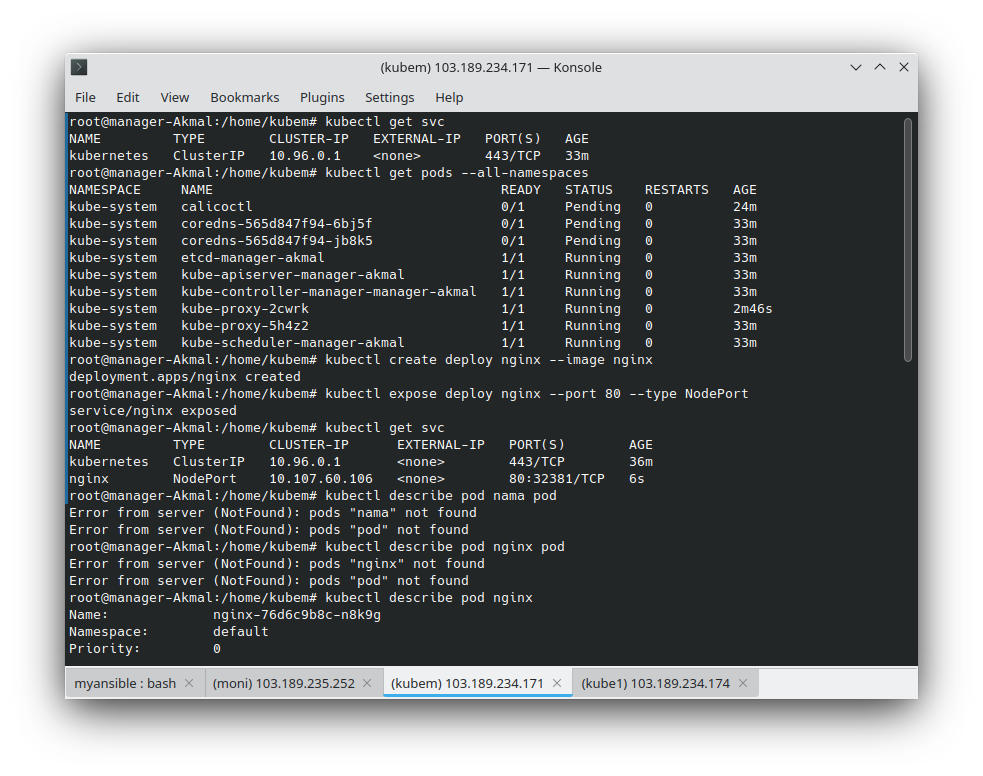 (kubem) 103.189.234.171 — Konsole
File Edit View Bookmarks Plugins Settings Help
root@manager-Akmal:/home/kubem# kubectl get svc
NAME TYPE CLUSTER-IP EXTERNAL-IP PORT(S) AGE
kubernetes ClusterIP 10.96.0.1 <none> 443/TCP 33m
root@manager-Akmal:/home/kubem# kubectl get pods --all-namespaces
NAMESPACE NAME READY STATUS RESTARTS AGE
kube-system calicoctl 0/1 Pending 0 24m
kube-system coredns-565d847f94-6bj5f 0/1 Pending 0 33m
kube-system coredns-565d847f94-jb8k5 0/1 Pending 0 33m
kube-system etcd-manager-akmal 1/1 Running 0 33m
kube-system kube-apiserver-manager-akmal 1/1 Running 0 33m
kube-system kube-controller-manager-manager-akmal 1/1 Running 0 33m
kube-system kube-proxy-2cwrk 1/1 Running 0 2m46s
kube-system kube-proxy-5h4z2 1/1 Running 0 33m
kube-system kube-scheduler-manager-akmal 1/1 Running 0 33m
root@manager-Akmal:/home/kubem# kubectl create deploy nginx --image nginx
deployment.apps/nginx created
root@manager-Akmal:/home/kubem# kubectl expose deploy nginx --port 80 --type NodePort
service/nginx exposed
root@manager-Akmal:/home/kubem# kubectl get svc
NAME TYPE CLUSTER-IP EXTERNAL-IP PORT(S) AGE
kubernetes ClusterIP 10.96.0.1 <none> 443/TCP 36m
nginx NodePort 10.107.60.106 <none> 80:32381/TCP 6s
root@manager-Akmal:/home/kubem# kubectl describe pod nama pod
Error from server (NotFound): pods "nama" not found
Error from server (NotFound): pods "pod" not found
root@manager-Akmal:/home/kubem# kubectl describe pod nginx pod
Error from server (NotFound): pods "nginx" not found
Error from server (NotFound): pods "pod" not found
root@manager-Akmal:/home/kubem# kubectl describe pod nginx
Name: nginx-76d6c9b8c-n8k9g
Namespace: default
Priority: 0
myansible : bash (moni) 103.189.235.252 (kubem) 103.189.234.171 (kube1) 103.189.234.174